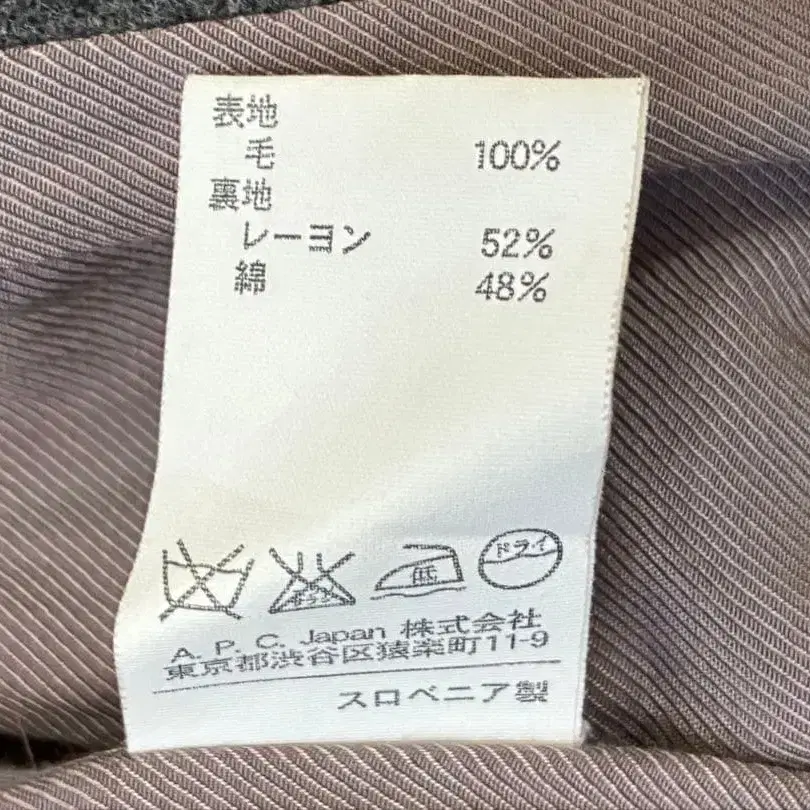 表地
毛 100%
裏地
レーヨン 52%
綿 48%
低
ドライ
A. P. C. Japan 株式会社
東京都渋谷区猿楽町11-9
スロベニア製